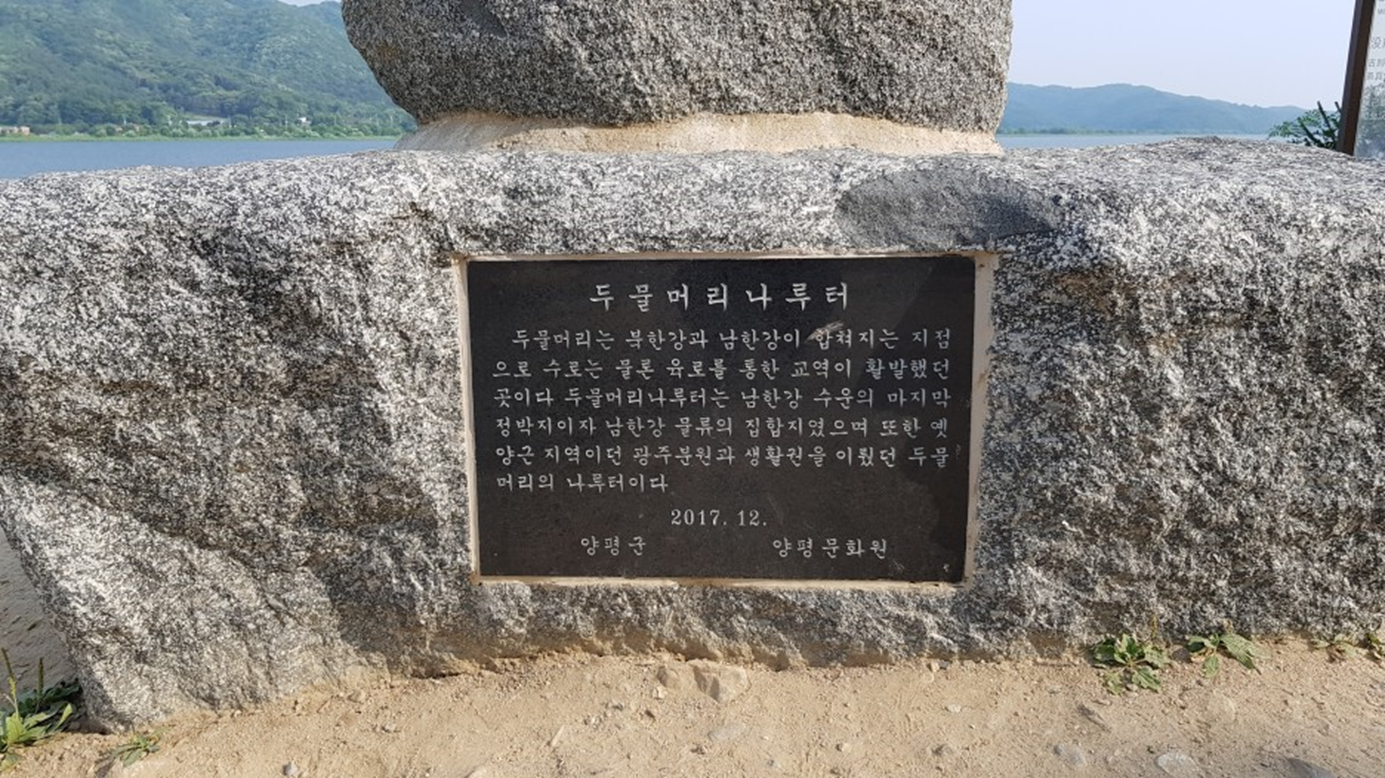 두물머리나루터
두물머리는 북한강과 남한강이 합쳐지는 지점
으로 수로는 물론 육로를 통한 교역이 활발했던
곳이다 두물머리나루터는 남한강 수운의 마지막
정박지이자 남한강 물류의 집합지였으며 또한 옛
양근 지역이던 광주분원과 생활권을 이뤘던 두물
머리의 나루터이다
2017. 12.
양평군 양평문화원